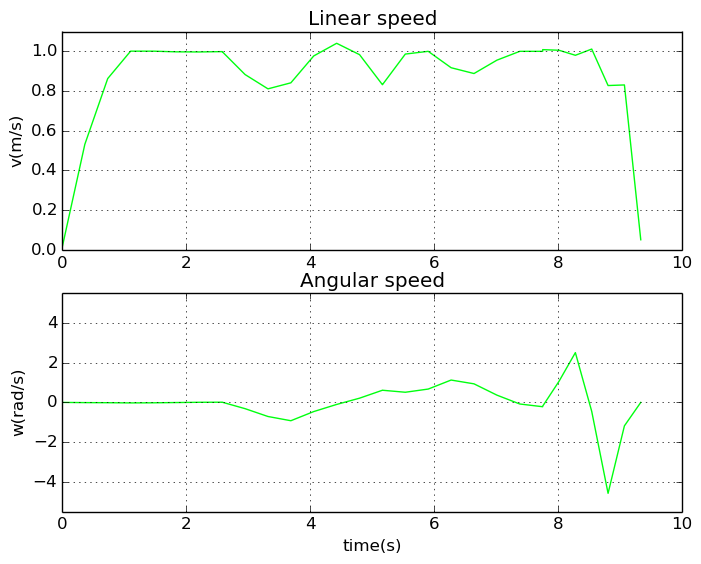 Linear speed
1.0
0.8
0.6
0.4
0.2
0.0
v(m/s)
0 2 4 6 8 10
Angular speed
4
2
0
−2
−4
w(rad/s)
0 2 4 6 8 10
time(s)